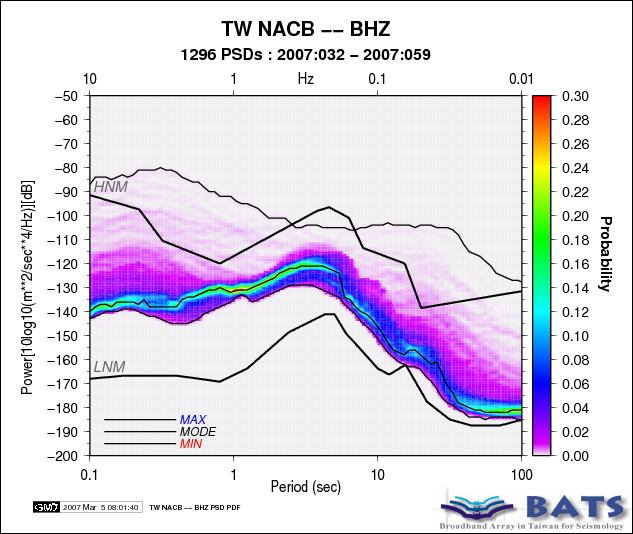 TW NACB −− BHZ
1296 PSDs : 2007:032 − 2007:059
10 1 Hz 0.1 0.01
−50
−60
−70
−80
−90
−100
−110
−120
−130
−140
−150
−160
−170
−180
−190
−200
Power[10log10(m**2/sec**4/Hz)][dB]
HNM
LNM
MAX
MODE
MIN
0.1 1 10 100
Period (sec)
0.30
0.28
0.26
0.24
0.22
0.20
0.18
0.16
0.14
0.12
0.10
0.08
0.06
0.04
0.02
0.00
Probability
GMT 2007 Mar 5 08:01:40 TW NACB −− BHZ PSD PDF
BATS
Broadband Array in Taiwan for Seismology